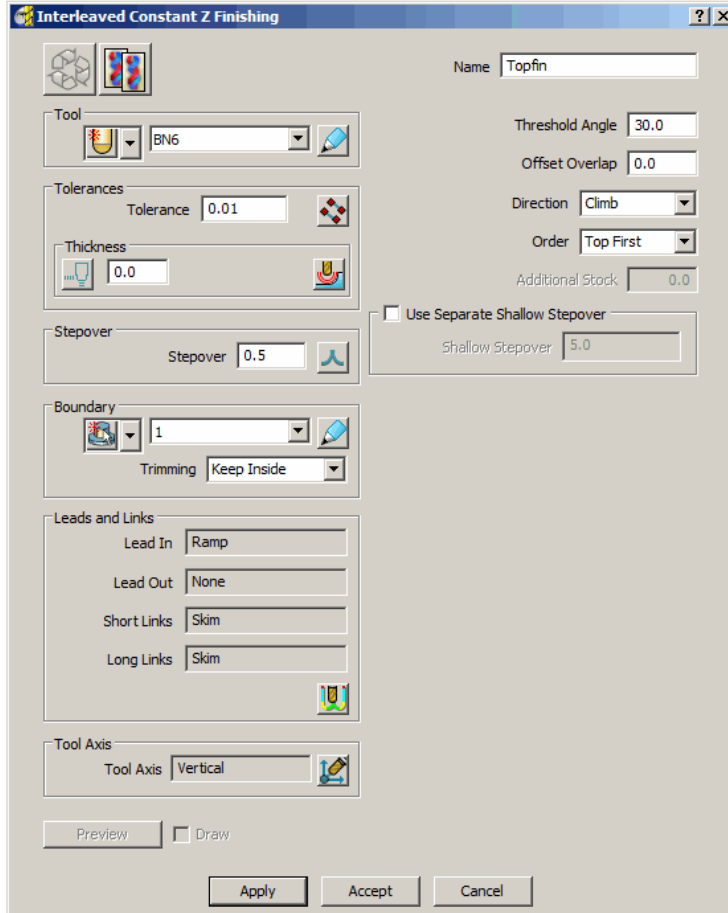 Interleaved Constant Z Finishing
Name Topfin
Tool
BN6
Threshold Angle 30.0
Offset Overlap 0.0
Tolerances
Tolerance 0.01
Direction Climb
Thickness
0.0
Order Top First
Additional Stock 0.0
Use Separate Shallow Stepover
Shallow Stepover 5.0
Stepover
Stepover 0.5
Boundary
1
Trimming Keep Inside
Leads and Links
Lead In Ramp
Lead Out None
Short Links Skim
Long Links Skim
Tool Axis
Tool Axis Vertical
Preview Draw
Apply Accept Cancel